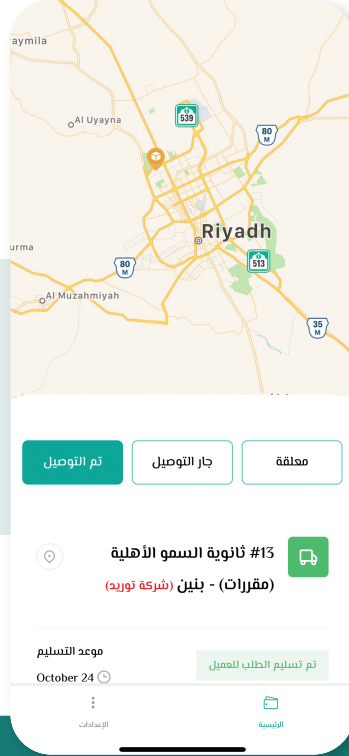 aymila
Al Uyayna
539
80
M
Riyadh
513
urma
80
M
Al Muzahmiyah
35
M
معلقة
جار التوصيل
تم التوصيل
#13 ثانوية السمو الأهلية
(مقررات) - بنين (شركة توريد)
موعد التسليم
تم تسليم الطلب للعميل
October 24
الرئيسية
الإعدادات